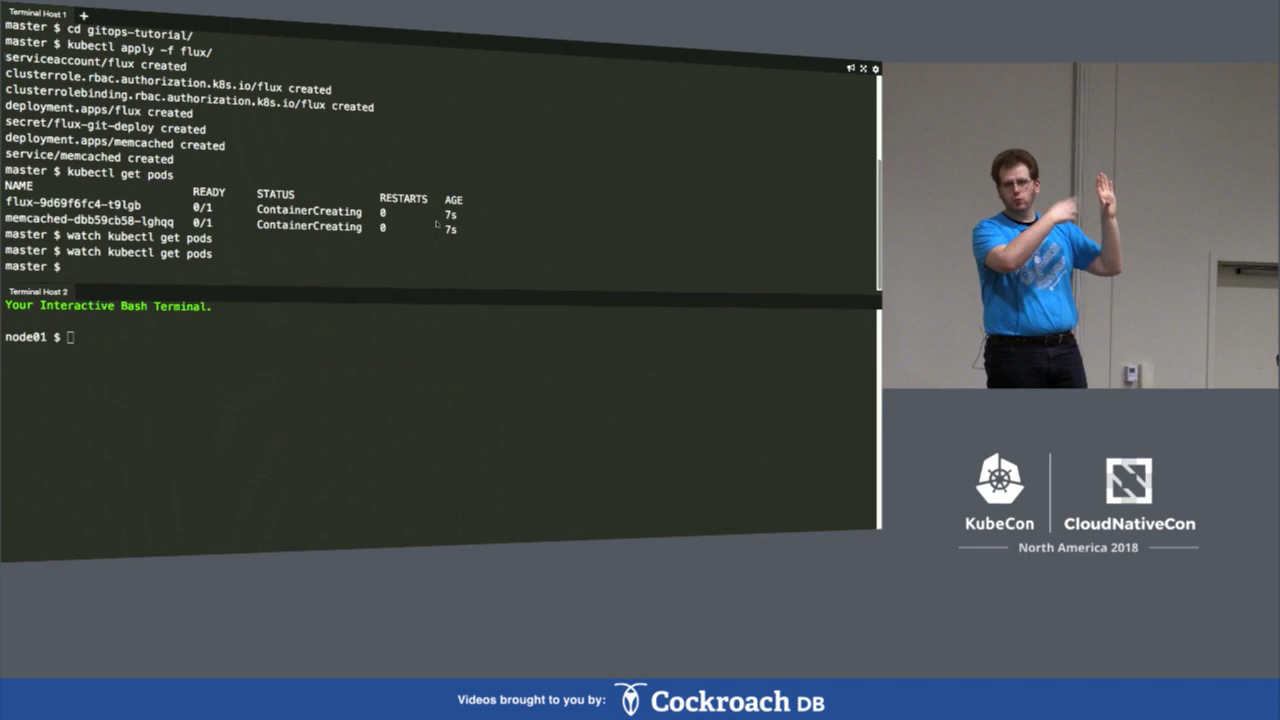 Terminal Host 1 +
master $ cd gitops-tutorial/
master $ kubectl apply -f flux/
serviceaccount/flux created
clusterrole.rbac.authorization.k8s.io/flux created
clusterrolebinding.rbac.authorization.k8s.io/flux created
deployment.apps/flux created
secret/flux-git-deploy created
deployment.apps/memcached created
service/memcached created
master $ kubectl get pods
NAME READY STATUS RESTARTS AGE
flux-9d69f6fc4-t9lgb 0/1 ContainerCreating 0 7s
memcached-dbb59cb58-lghqq 0/1 ContainerCreating 0 7s
master $ watch kubectl get pods
master $ watch kubectl get pods
master $
Terminal Host 2
Your Interactive Bash Terminal.
node01 $
KubeCon
CloudNativeCon
North America 2018
Videos brought to you by:
Cockroach DB